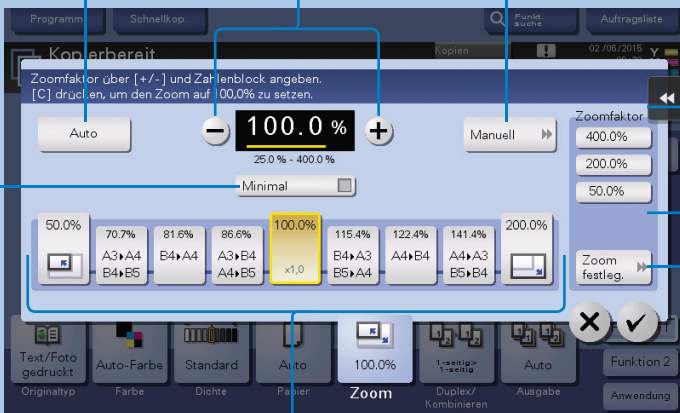 Programm
Schnellkop.
Funkt.
suche
Auftragsliste
Kopierbereit
Kopien
02/06/2015
Y
Zoomfaktor über [+/-] und Zahlenblock angeben.
[C] drücken, um den Zoom auf 100,0% zu setzen.
Auto
100.0 %
25.0 % - 400.0 %
Manuell
Minimal
Zoomfaktor
400.0%
200.0%
50.0%
Zoom
festleg.
50.0%
70.7%
A3▸A4
B4▸B5
81.6%
B4▸A4
86.6%
A3▸B4
A4▸B5
100.0%
x1,0
115.4%
B4▸A3
B5▸A4
122.4%
A4▸B4
141.4%
A4▸A3
B5▸B4
200.0%
Text/Foto
gedruckt
Originaltyp
Auto-Farbe
Farbe
Standard
Dichte
Auto
Papier
100.0%
Zoom
1-seitig>
1-seitig
Duplex/
Kombinieren
Auto
Ausgabe
1
Funktion 2
Anwendung